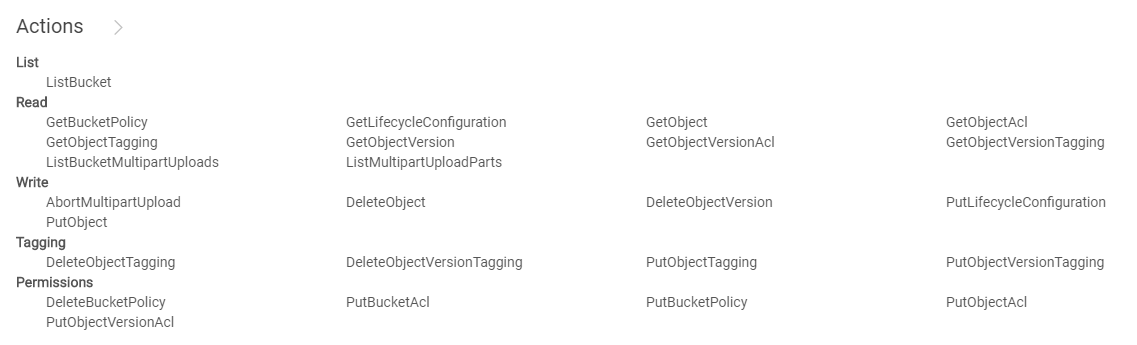 Actions
List
ListBucket
Read
GetBucketPolicy GetLifecycleConfiguration GetObject GetObjectAcl
GetObjectTagging GetObjectVersion GetObjectVersionAcl GetObjectVersionTagging
ListBucketMultipartUploads ListMultipartUploadParts
Write
AbortMultipartUpload DeleteObject DeleteObjectVersion PutLifecycleConfiguration
PutObject
Tagging
DeleteObjectTagging DeleteObjectVersionTagging PutObjectTagging PutObjectVersionTagging
Permissions
DeleteBucketPolicy PutBucketAcl PutBucketPolicy PutObjectAcl
PutObjectVersionAcl